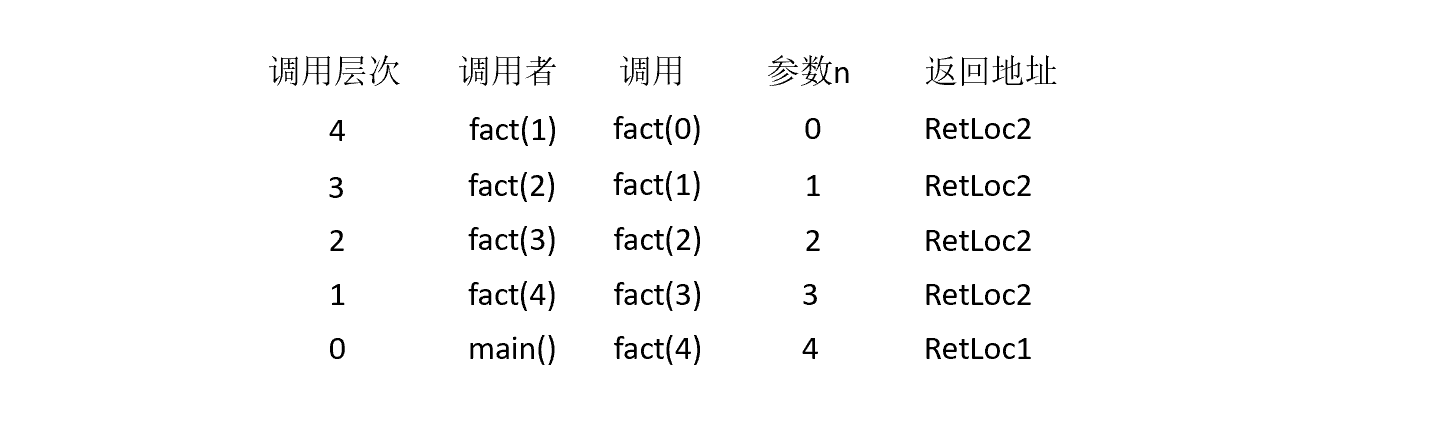 调用层次 调用者 调用 参数n 返回地址
4 fact(1) fact(0) 0 RetLoc2
3 fact(2) fact(1) 1 RetLoc2
2 fact(3) fact(2) 2 RetLoc2
1 fact(4) fact(3) 3 RetLoc2
0 main() fact(4) 4 RetLoc1